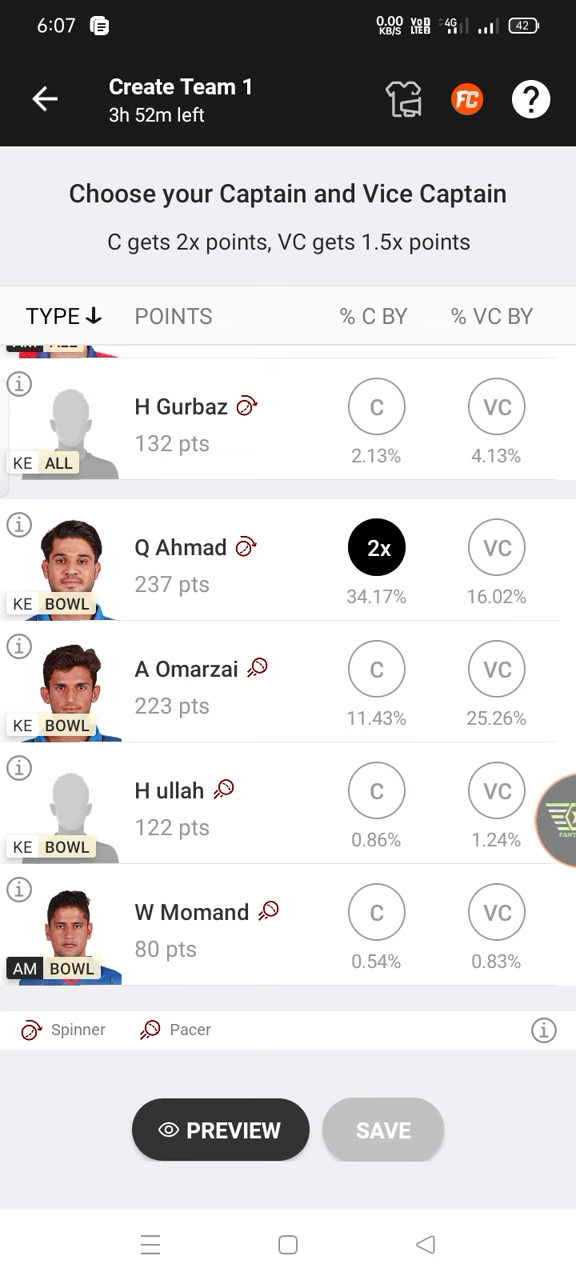 6:07
0.00 KB/S
Vo LTE2
4G
42
Create Team 1
3h 52m left
FC
?
Choose your Captain and Vice Captain
C gets 2x points, VC gets 1.5x points
TYPE POINTS % C BY % VC BY
H Gurbaz
132 pts
C VC
2.13% 4.13%
KE ALL
Q Ahmad
237 pts
2x VC
34.17% 16.02%
KE BOWL
A Omarzai
223 pts
C VC
11.43% 25.26%
KE BOWL
H ullah
122 pts
C VC
0.86% 1.24%
KE BOWL
W Momand
80 pts
C VC
0.54% 0.83%
AM BOWL
Spinner Pacer
PREVIEW SAVE